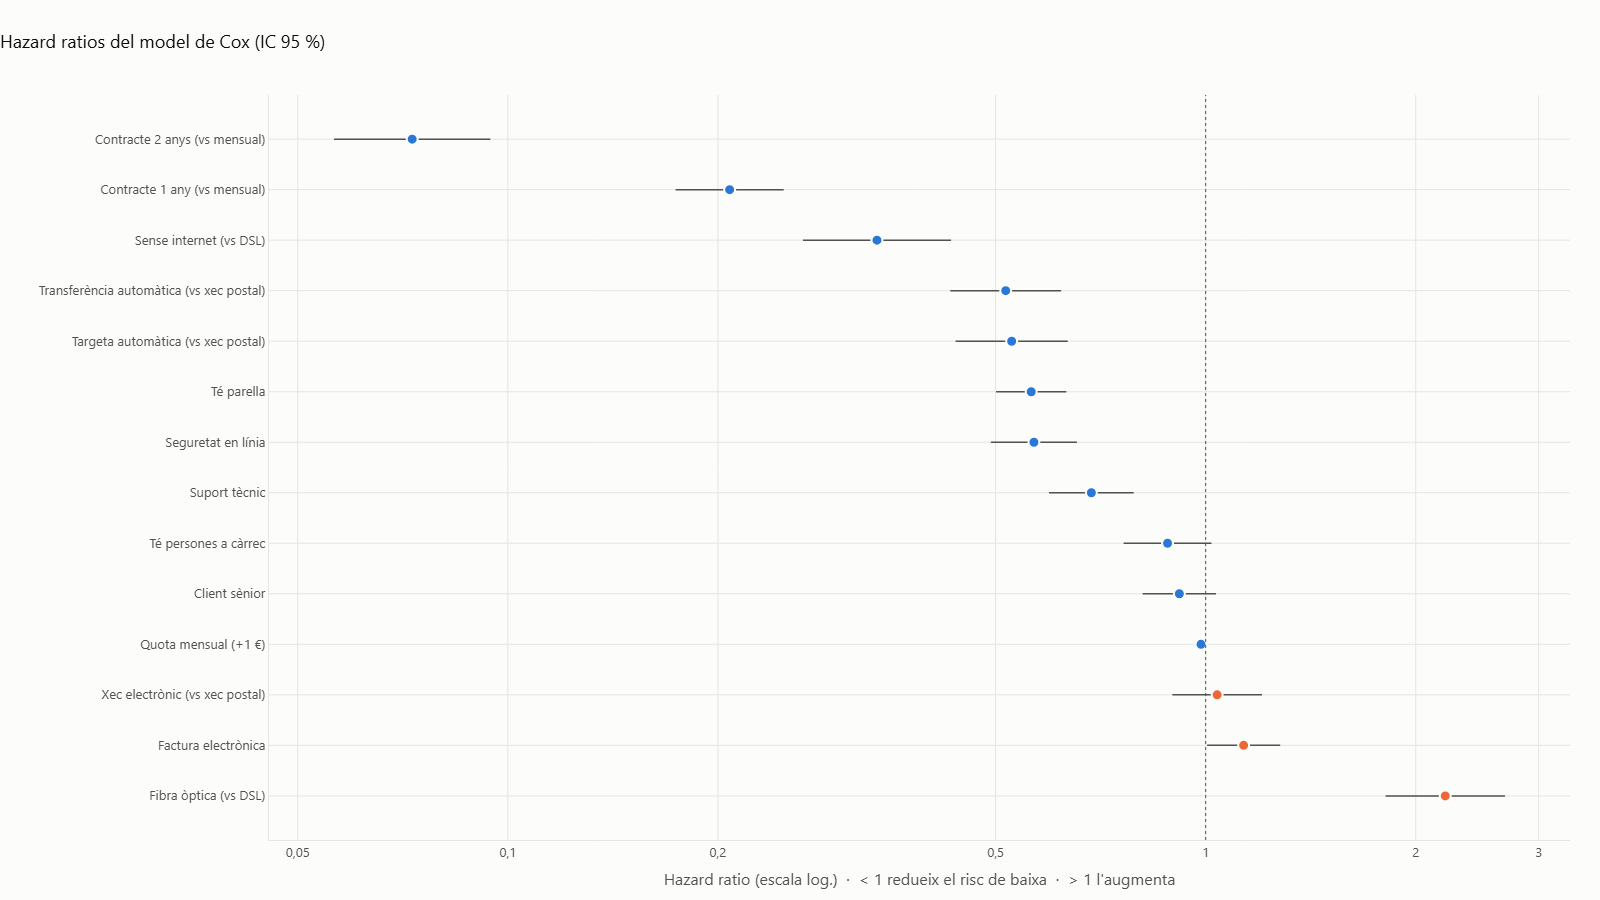 Hazard ratios del model de Cox (IC 95 %)
Contracte 2 anys (vs mensual)
Contracte 1 any (vs mensual)
Sense internet (vs DSL)
Transferència automàtica (vs xec postal)
Targeta automàtica (vs xec postal)
Té parella
Seguretat en línia
Suport tècnic
Té persones a càrrec
Client sènior
Quota mensual (+1 €)
Xec electrònic (vs xec postal)
Factura electrònica
Fibra òptica (vs DSL)
0,05 0,1 0,2 0,5 1 2 3
Hazard ratio (escala log.) · < 1 redueix el risc de baixa · > 1 l'augmenta